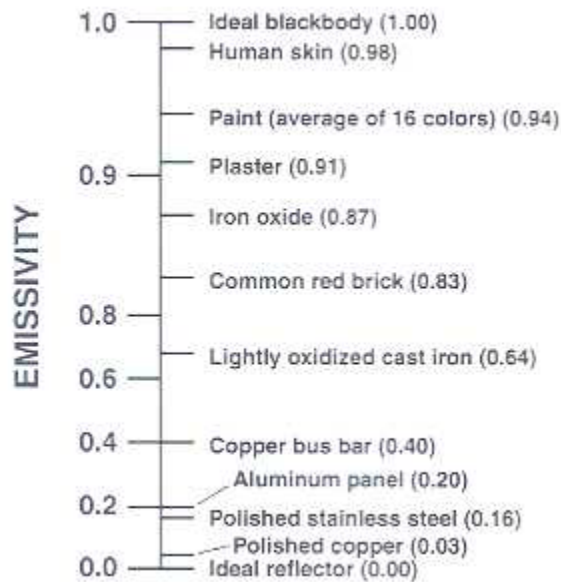 EMISSIVITY
1.0
Ideal blackbody (1.00)
Human skin (0.98)
Paint (average of 16 colors) (0.94)
Plaster (0.91)
0.9
Iron oxide (0.87)
Common red brick (0.83)
0.8
Lightly oxidized cast iron (0.64)
0.6
0.4
Copper bus bar (0.40)
Aluminum panel (0.20)
0.2
Polished stainless steel (0.16)
Polished copper (0.03)
0.0
Ideal reflector (0.00)